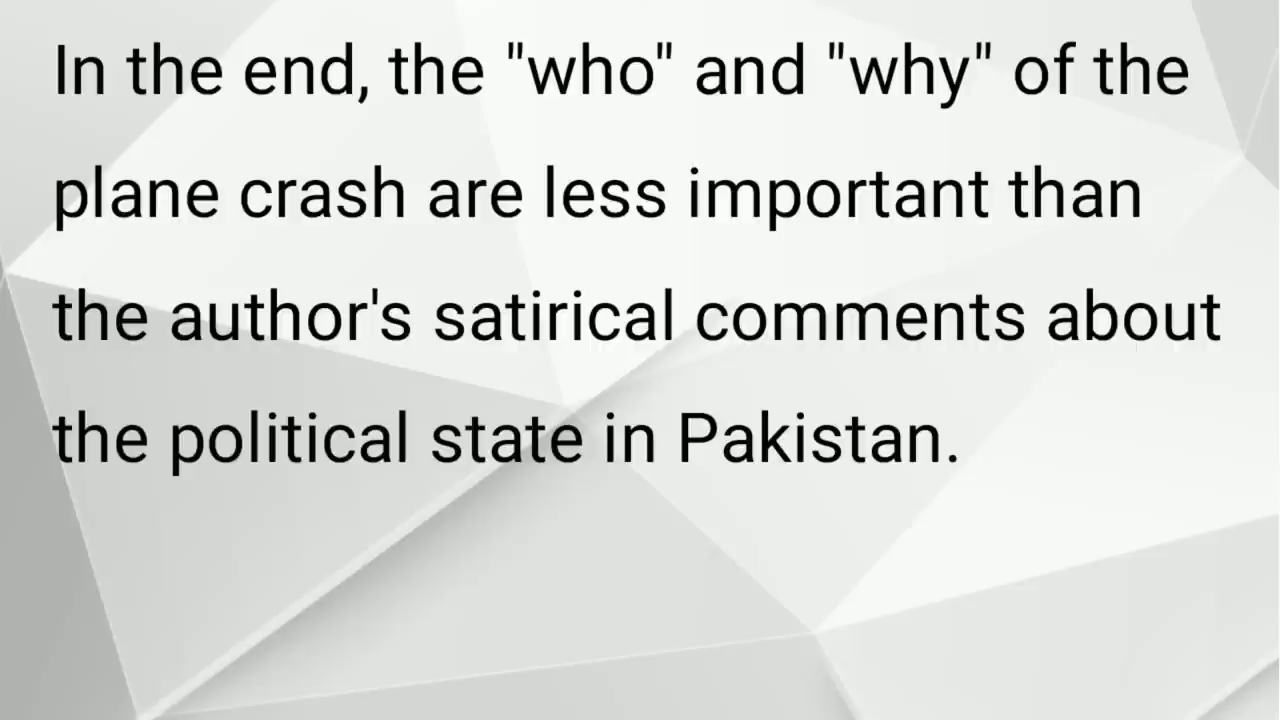 In the end, the "who" and "why" of the
plane crash are less important than
the author's satirical comments about
the political state in Pakistan.